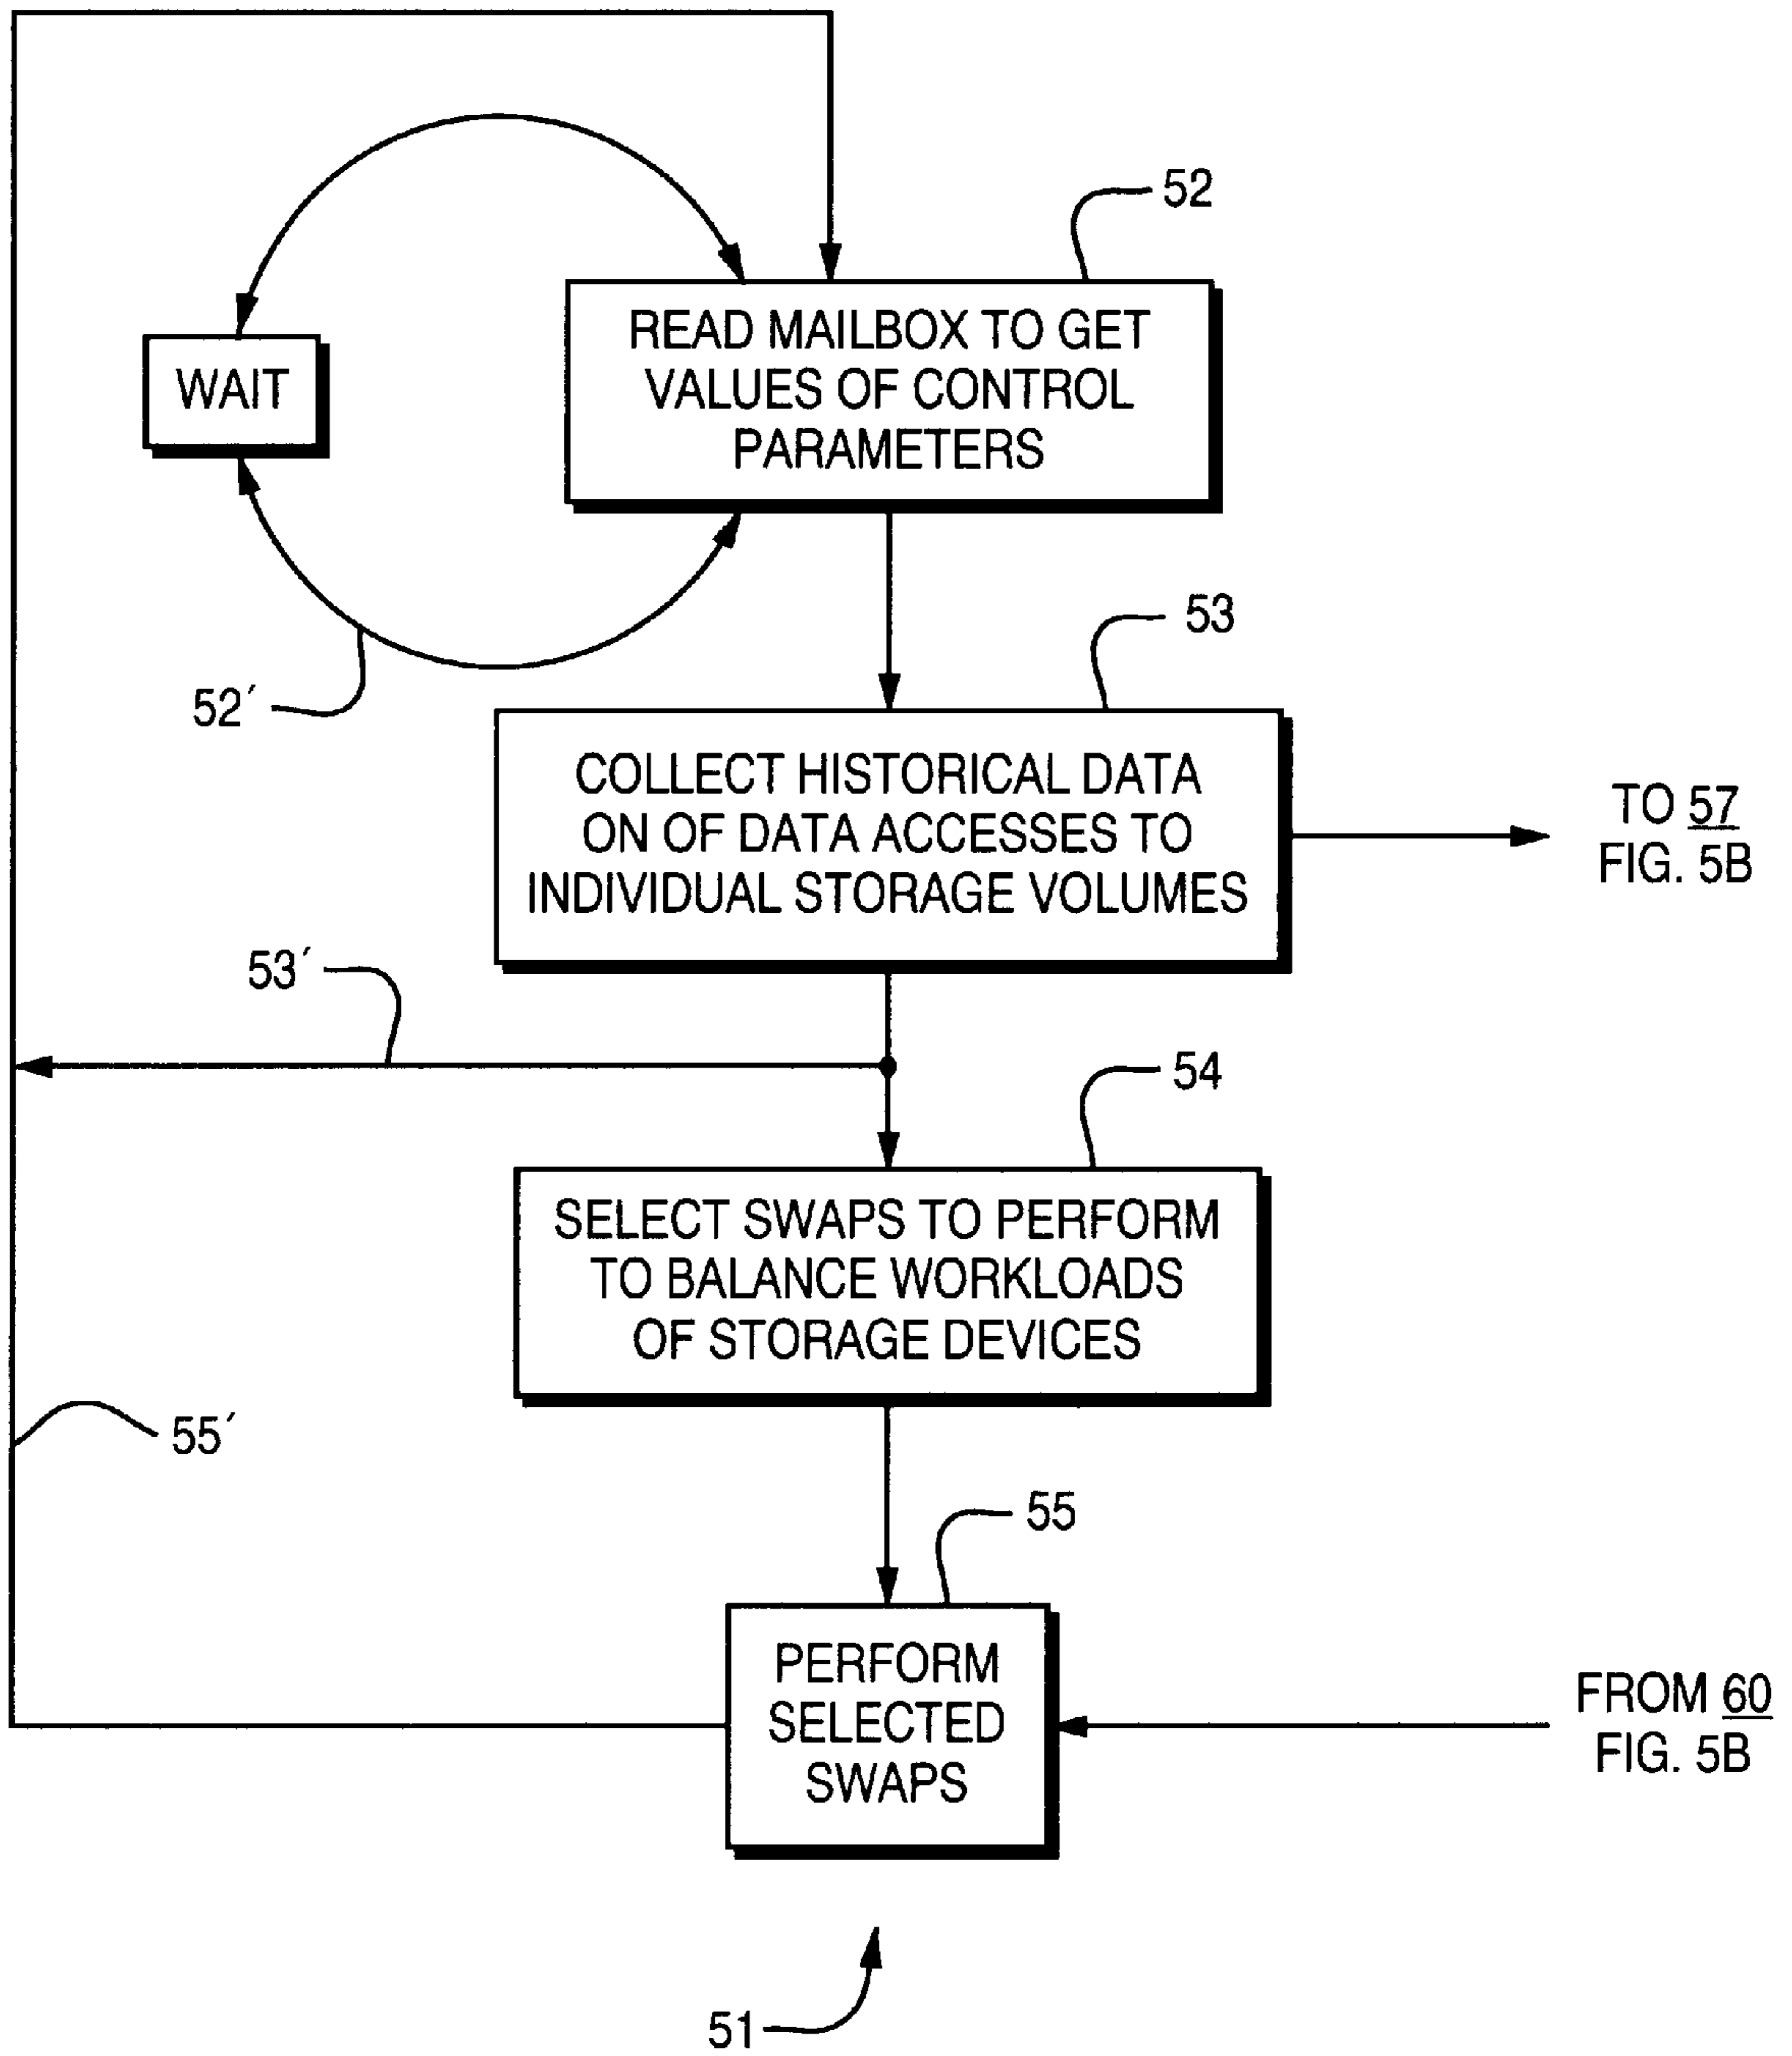 52
READ MAILBOX TO GET
VALUES OF CONTROL
PARAMETERS
WAIT
52′
53
COLLECT HISTORICAL DATA
ON OF DATA ACCESSES TO
INDIVIDUAL STORAGE VOLUMES
TO 57
FIG. 5B
53′
54
SELECT SWAPS TO PERFORM
TO BALANCE WORKLOADS
OF STORAGE DEVICES
55′
55
PERFORM
SELECTED
SWAPS
FROM 60
FIG. 5B
51